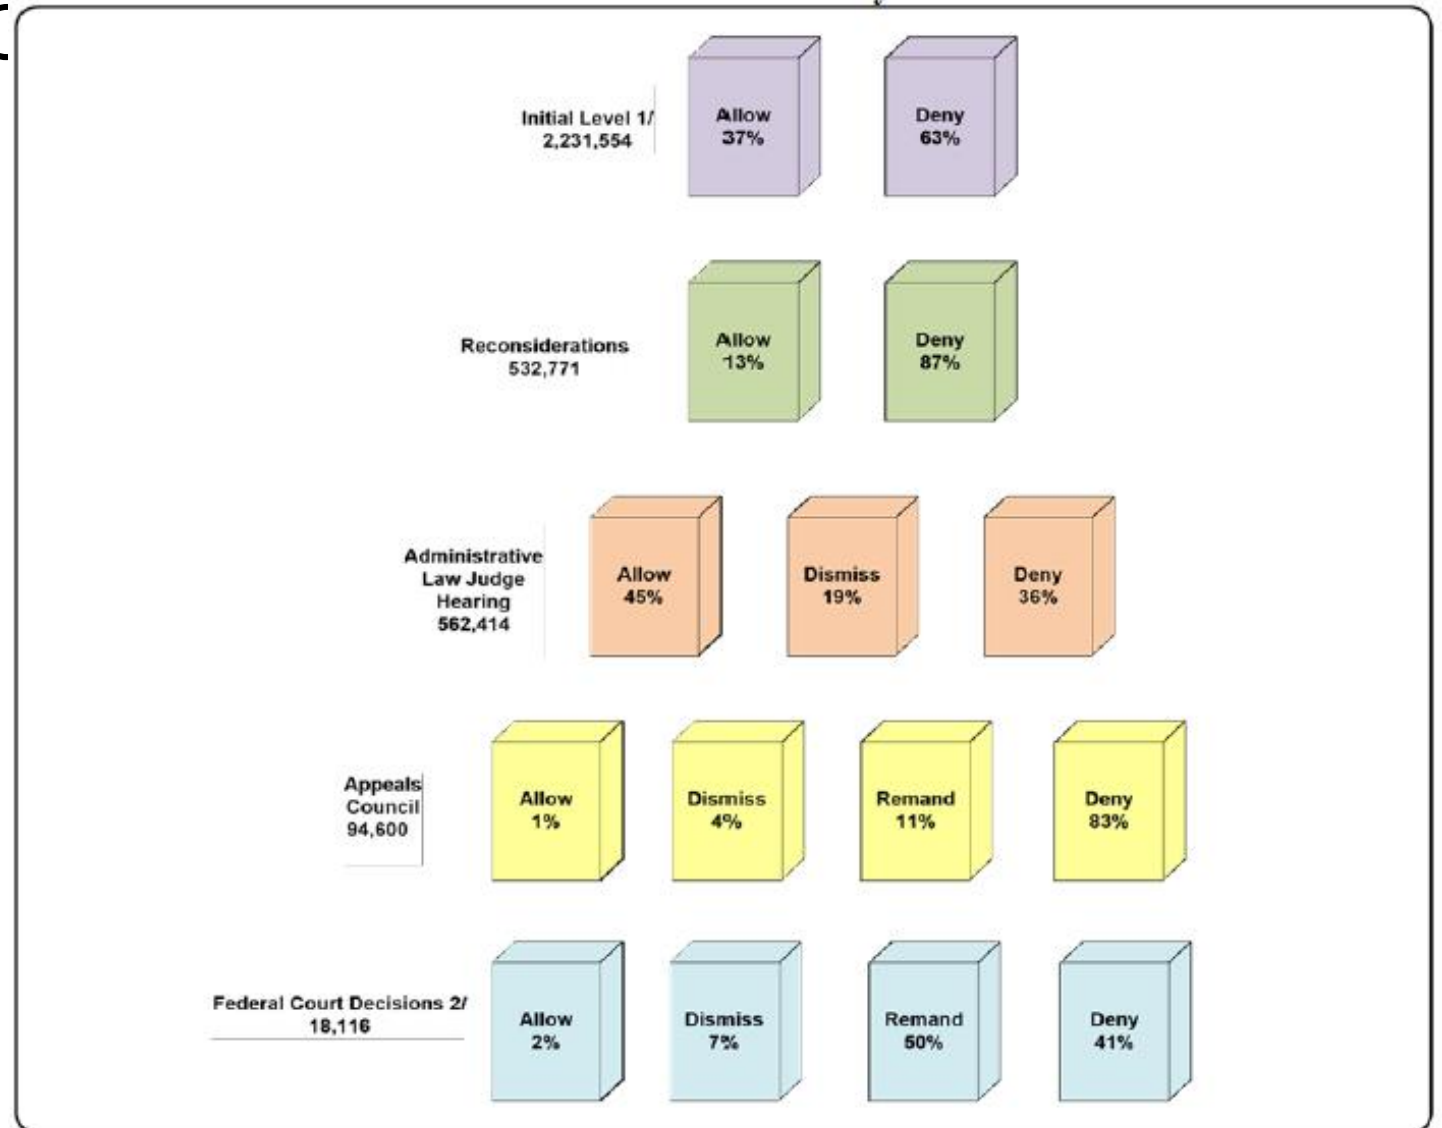 Initial Level 1/
2,231,554
Allow
37%
Deny
63%
Reconsiderations
532,771
Allow
13%
Deny
87%
Administrative
Law Judge
Hearing
562,414
Allow
45%
Dismiss
19%
Deny
36%
Appeals
Council
94,600
Allow
1%
Dismiss
4%
Remand
11%
Deny
83%
Federal Court Decisions 2/
18,116
Allow
2%
Dismiss
7%
Remand
50%
Deny
41%